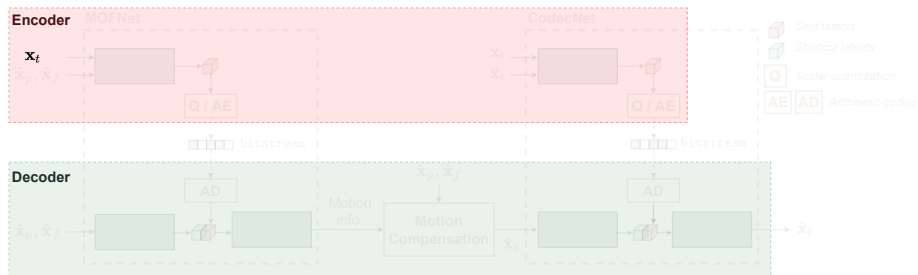 Encoder
MOFNet
CodecNet
x_t
x̂_p, x̂_f
x_t
x̃_t
Sent latents
Shortcut latents
Q
Scalar quantization
Q / AE
Q / AE
AE
AD
Arithmetic coding
bitstream
bitstream
Decoder
AD
x̂_p, x̂_f
AD
x̂_p, x̂_f
Motion
info
Motion
Compensation
x̃_t
x̂_t